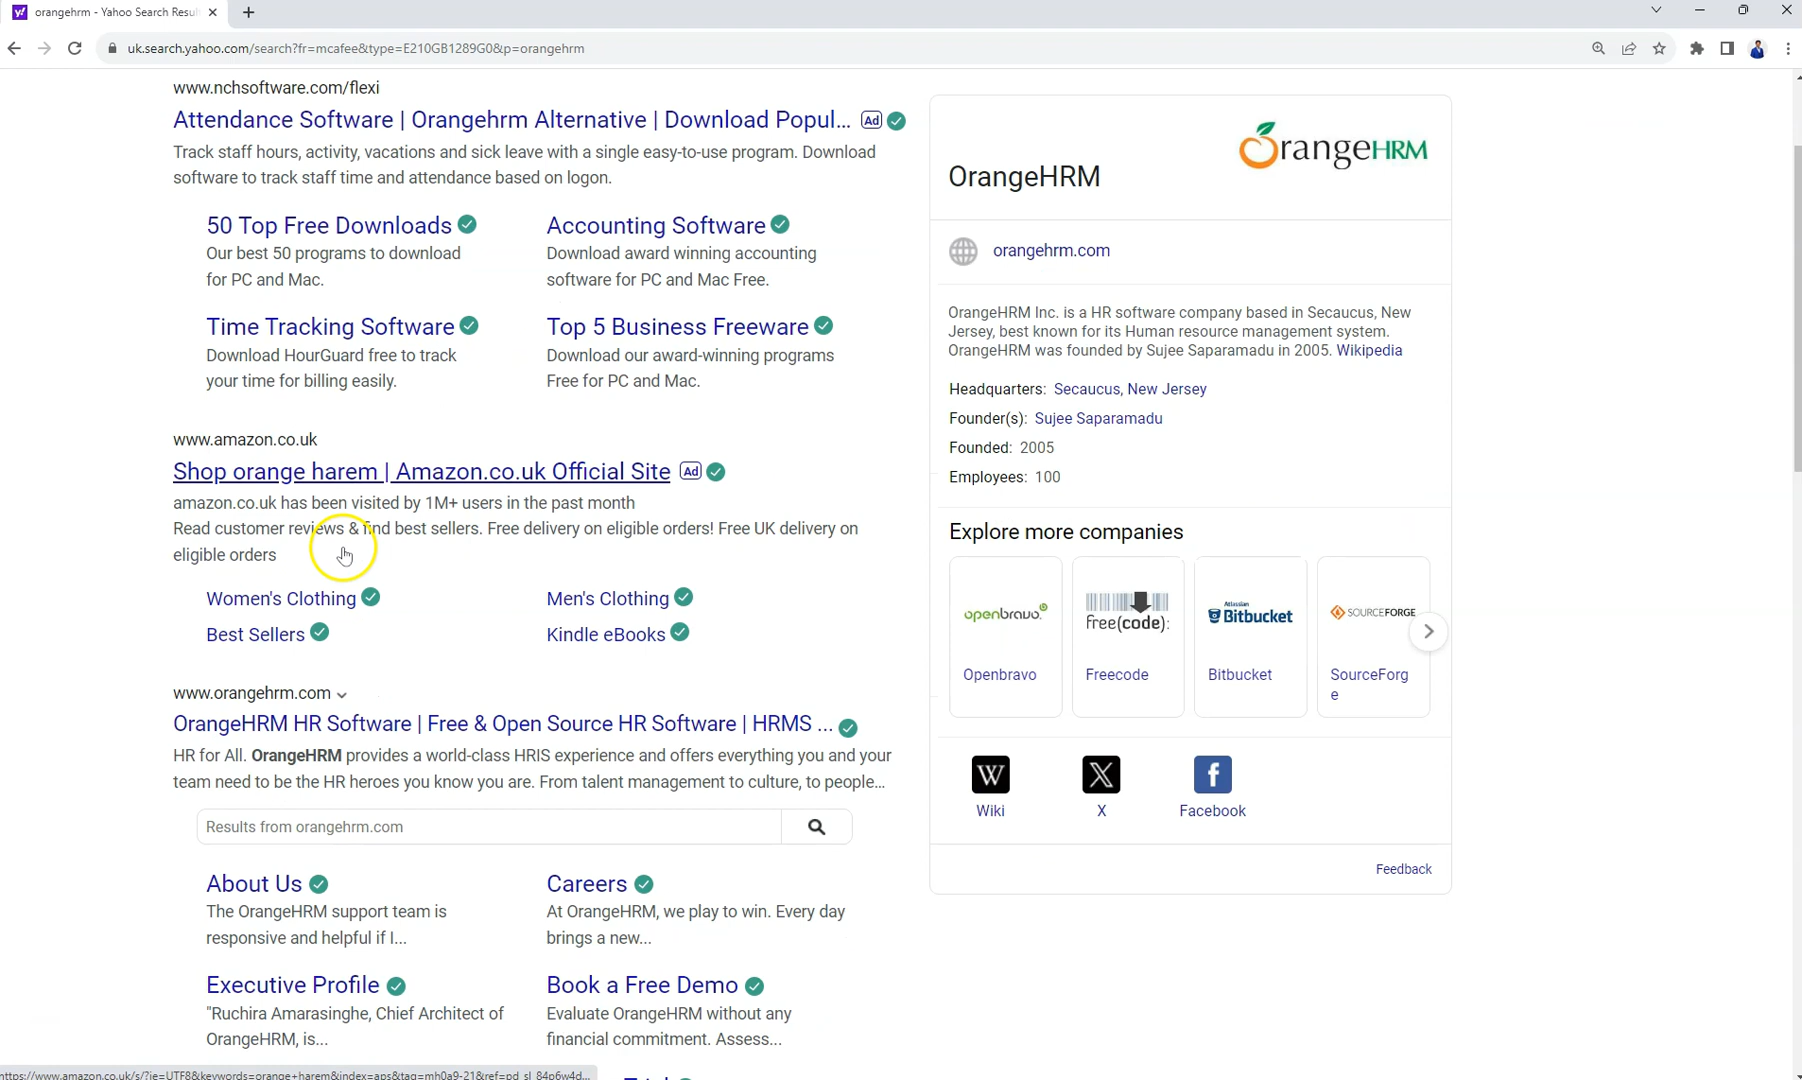 orangehrm - Yahoo Search Resul
uk.search.yahoo.com/search?fr=mcafee&type=E210GB1289G0&p=orangehrm
www.nchsoftware.com/flexi
Attendance Software | Orangehrm Alternative | Download Popul... Ad
Track staff hours, activity, vacations and sick leave with a single easy-to-use program. Download
software to track staff time and attendance based on logon.
50 Top Free Downloads
Our best 50 programs to download
for PC and Mac.
Accounting Software
Download award winning accounting
software for PC and Mac Free.
Time Tracking Software
Download HourGuard free to track
your time for billing easily.
Top 5 Business Freeware
Download our award-winning programs
Free for PC and Mac.
www.amazon.co.uk
Shop orange harem | Amazon.co.uk Official Site Ad
amazon.co.uk has been visited by 1M+ users in the past month
Read customer reviews & find best sellers. Free delivery on eligible orders! Free UK delivery on
eligible orders
Women's Clothing
Men's Clothing
Best Sellers
Kindle eBooks
www.orangehrm.com
OrangeHRM HR Software | Free & Open Source HR Software | HRMS ...
HR for All. OrangeHRM provides a world-class HRIS experience and offers everything you and your
team need to be the HR heroes you know you are. From talent management to culture, to people...
Results from orangehrm.com
About Us
The OrangeHRM support team is
responsive and helpful if I...
Careers
At OrangeHRM, we play to win. Every day
brings a new...
Executive Profile
"Ruchira Amarasinghe, Chief Architect of
OrangeHRM, is...
Book a Free Demo
Evaluate OrangeHRM without any
financial commitment. Assess...
https://www.amazon.co.uk/s/?ie=UTF8&keywords=orange+harem&index=aps&tag=mh0a9-21&ref=pd_sl_84p6w4d...
OrangeHRM
OrangeHRM
orangehrm.com
OrangeHRM Inc. is a HR software company based in Secaucus, New
Jersey, best known for its Human resource management system.
OrangeHRM was founded by Sujee Saparamadu in 2005. Wikipedia
Headquarters: Secaucus, New Jersey
Founder(s): Sujee Saparamadu
Founded: 2005
Employees: 100
Explore more companies
openbravo
Openbravo
free(code):
Freecode
Atlassian
Bitbucket
Bitbucket
SOURCEFORGE
SourceForg
e
W
Wiki
X
X
f
Facebook
Feedback